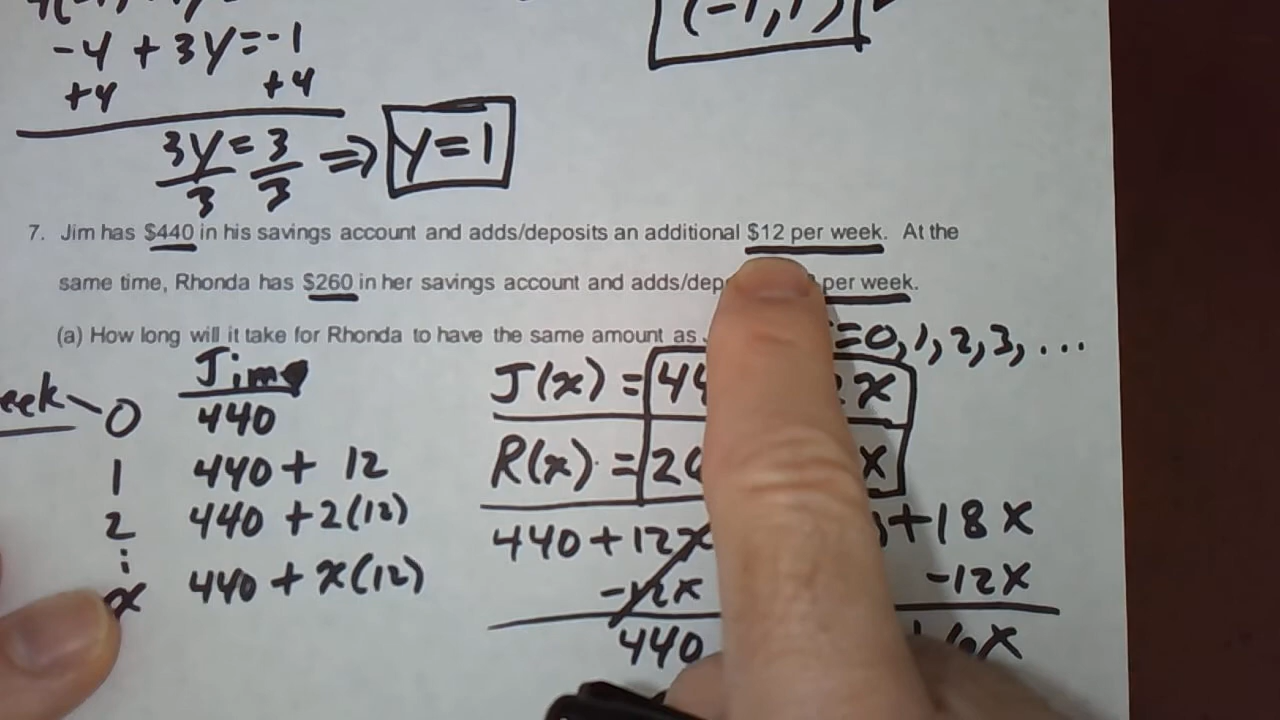 -4 + 3y = -1
+4 +4
3y = 3
3 3
⇒ y = 1
(-1,1)
7. Jim has $440 in his savings account and adds/deposits an additional $12 per week. At the
same time, Rhonda has $260 in her savings account and adds/dep per week.
(a) How long will it take for Rhonda to have the same amount as
=0,1,2,3,...
Jim
0 440
1 440 + 12
2 440 + 2(12)
⋮
x 440 + x(12)
J(x) = 44 x
R(x) = 2 x
440 + 12x +18x
-12x -12x
440 6x